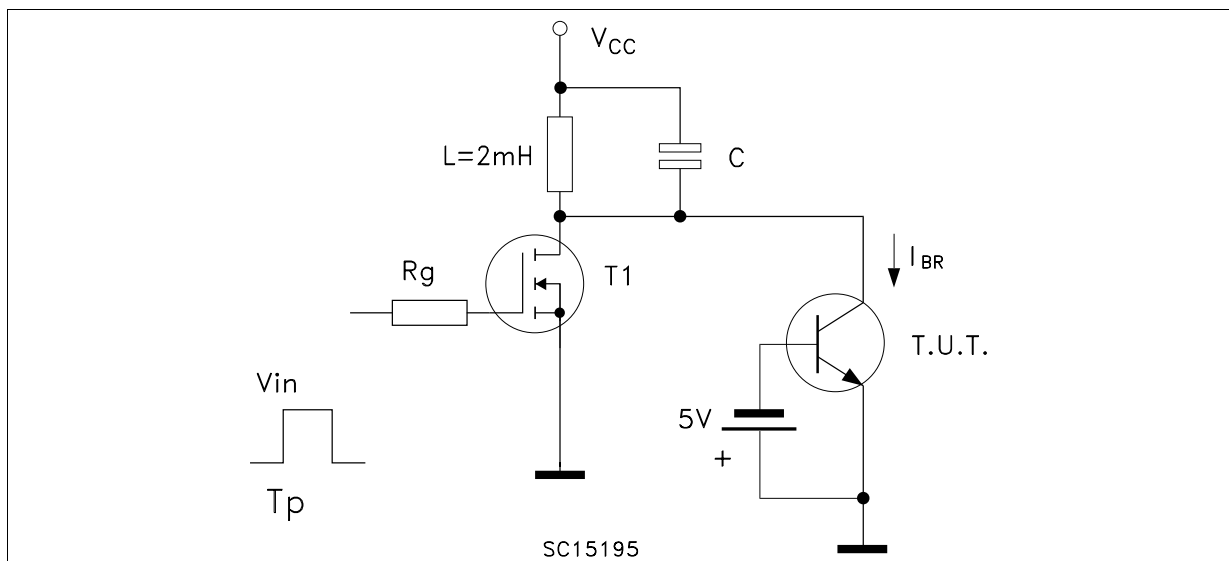 VCC
L=2mH
C
Rg
T1
IBR
T.U.T.
Vin
5V
+
Tp
SC15195